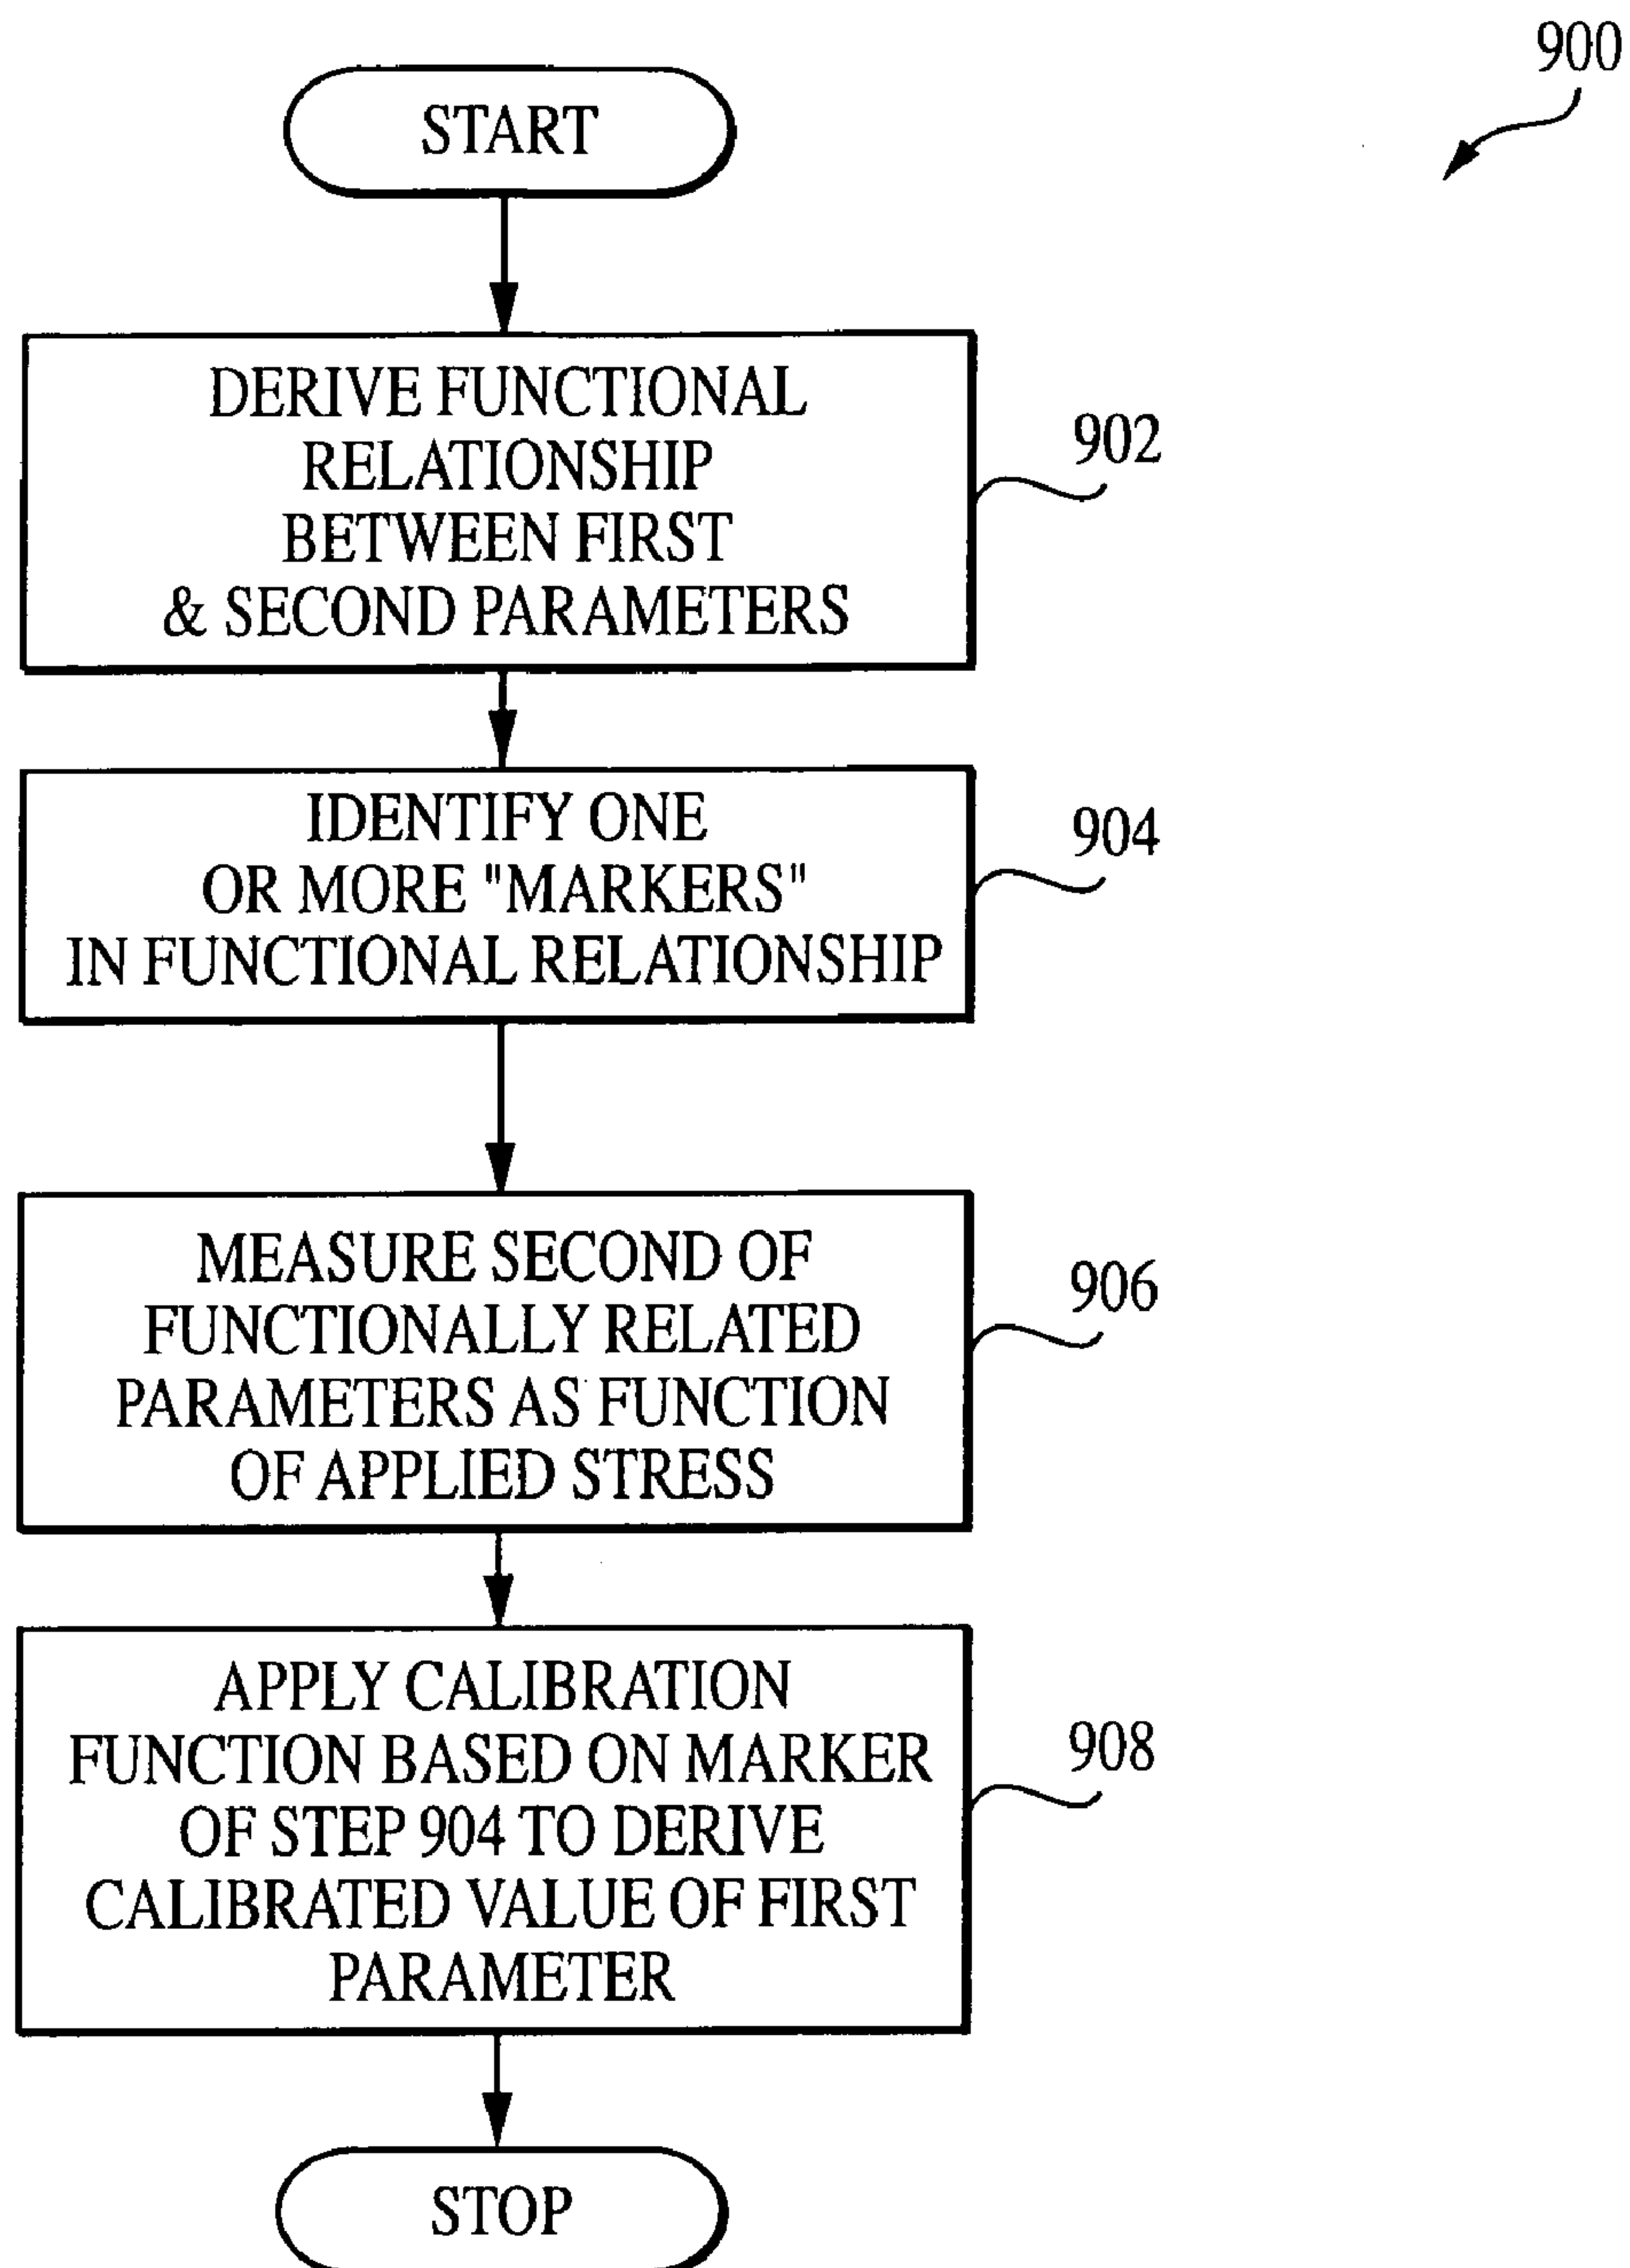 900
START
DERIVE FUNCTIONAL
RELATIONSHIP
BETWEEN FIRST
& SECOND PARAMETERS
902
IDENTIFY ONE
OR MORE "MARKERS"
IN FUNCTIONAL RELATIONSHIP
904
MEASURE SECOND OF
FUNCTIONALLY RELATED
PARAMETERS AS FUNCTION
OF APPLIED STRESS
906
APPLY CALIBRATION
FUNCTION BASED ON MARKER
OF STEP 904 TO DERIVE
CALIBRATED VALUE OF FIRST
PARAMETER
908
STOP